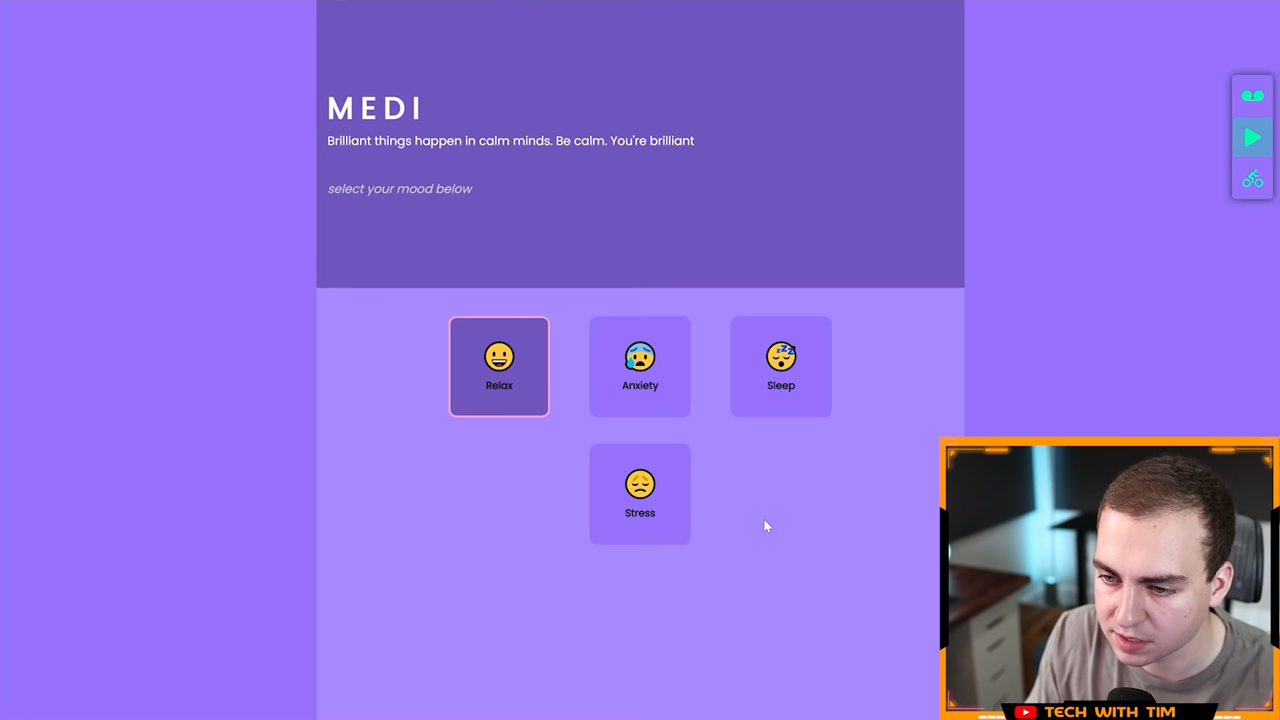 MEDI
Brilliant things happen in calm minds. Be calm. You're brilliant
select your mood below
Relax
Anxiety
Sleep
Stress
TECH WITH TIM